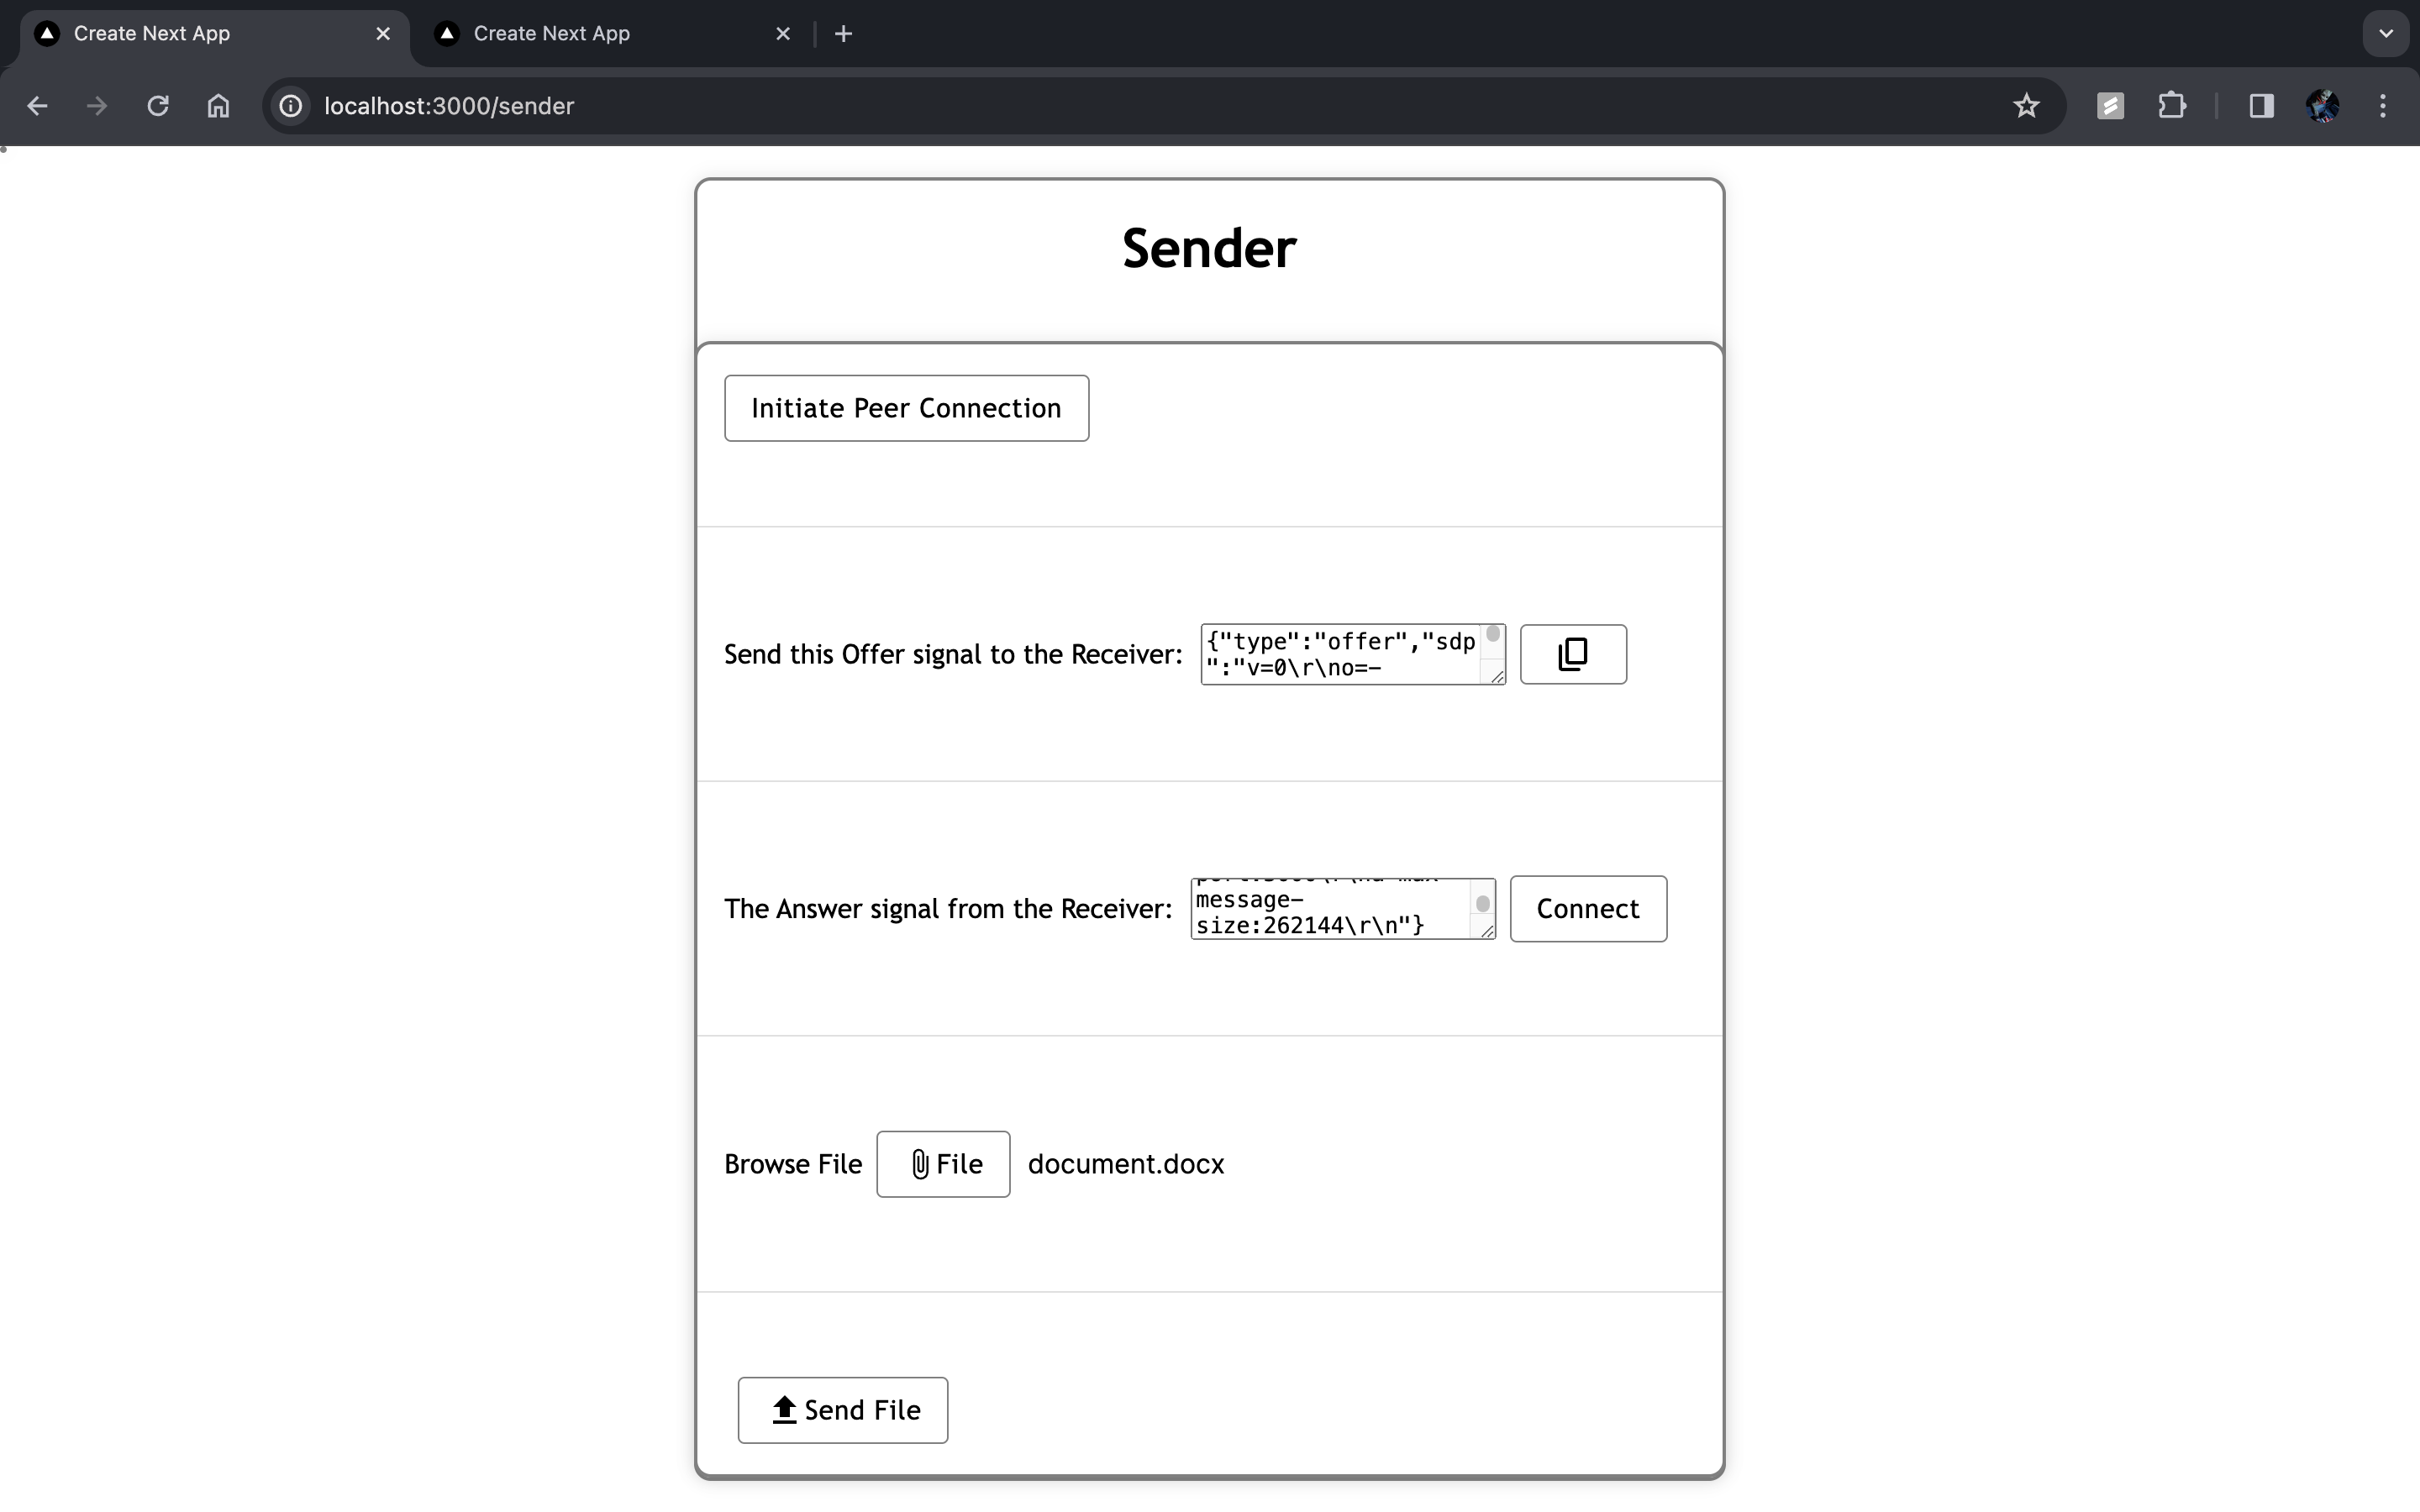 Create Next App
Create Next App
localhost:3000/sender
Sender
Initiate Peer Connection
Send this Offer signal to the Receiver:
{"type":"offer","sdp
":"v=0\r\no=-
The Answer signal from the Receiver:
message-
size:262144\r\n"}
Connect
Browse File
File
document.docx
Send File